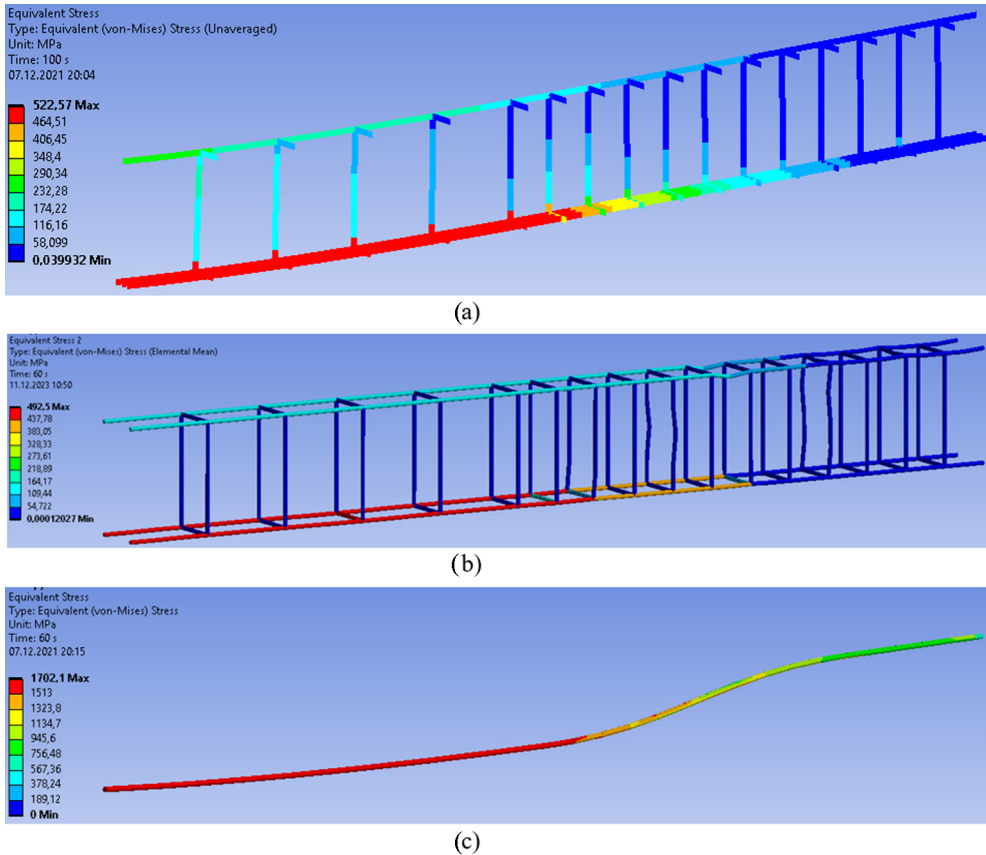 Equivalent Stress
Type: Equivalent (von-Mises) Stress (Unaveraged)
Unit: MPa
Time: 100 s
07.12.2021 20:04
522,57 Max
464,51
406,45
348,4
290,34
232,28
174,22
116,16
58,099
0,039932 Min
(a)
Equivalent Stress 2
Type: Equivalent (von-Mises) Stress (Elemental Mean)
Unit: MPa
Time: 60 s
11.12.2023 10:50
492,5 Max
437,78
383,05
328,33
273,61
218,89
164,17
109,44
54,722
0,00012027 Min
(b)
Equivalent Stress
Type: Equivalent (von-Mises) Stress
Unit: MPa
Time: 60 s
07.12.2021 20:15
1702,1 Max
1513
1323,8
1134,7
945,6
756,48
567,36
378,24
189,12
0 Min
(c)